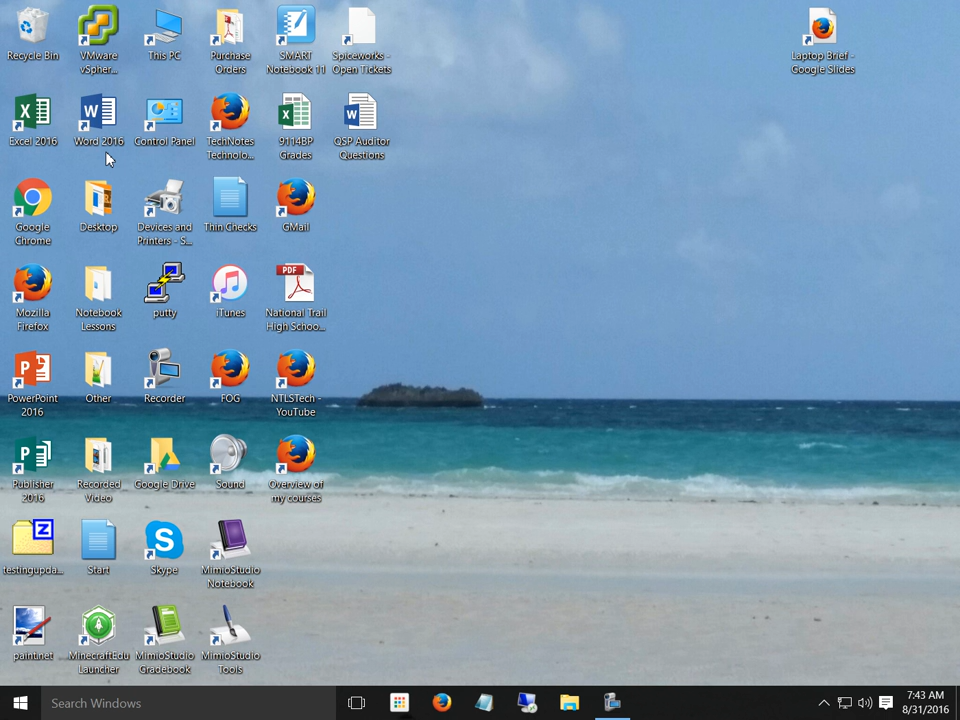 Recycle Bin
VMware
vSpher...
This PC
Purchase
Orders
SMART
Notebook 11
Spiceworks -
Open Tickets
Laptop Brief -
Google Slides
Excel 2016
Word 2016
Control Panel
TechNotes
Technolo...
9114BP
Grades
QSP Auditor
Questions
Google
Chrome
Desktop
Devices and
Printers - S...
Thin Checks
GMail
Mozilla
Firefox
Notebook
Lessons
putty
iTunes
PDF
National Trail
High Schoo...
PowerPoint
2016
Other
Recorder
FOG
NTLSTech -
YouTube
Publisher
2016
Recorded
Video
Google Drive
Sound
Overview of
my courses
testingupda...
Start
Skype
MimioStudio
Notebook
paint.net
...MinecraftEdu
Launcher
MimioStudio
Gradebook
MimioStudio
Tools
Search Windows
7:43 AM
8/31/2016